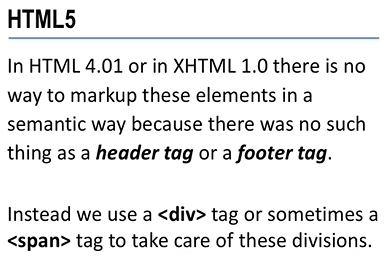 HTML5
In HTML 4.01 or in XHTML 1.0 there is no
way to markup these elements in a
semantic way because there was no such
thing as a header tag or a footer tag.
Instead we use a <div> tag or sometimes a
<span> tag to take care of these divisions.